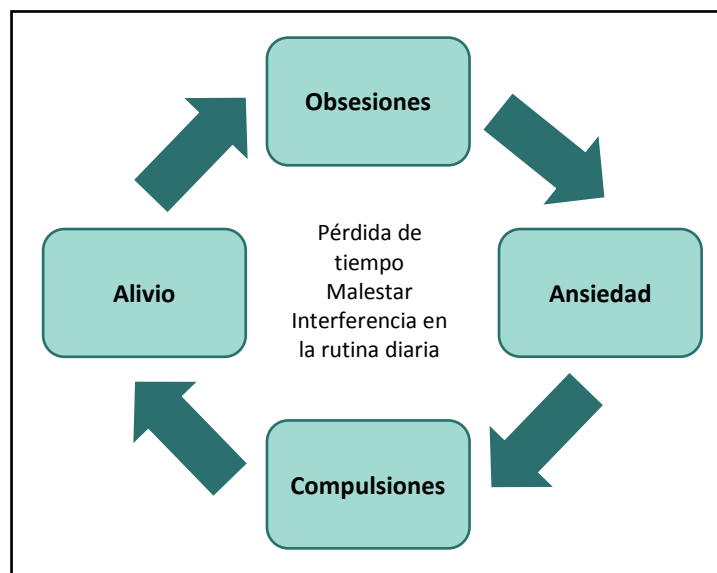 Obsesiones
Pérdida de
tiempo
Malestar
Interferencia en
la rutina diaria
Alivio
Ansiedad
Compulsiones